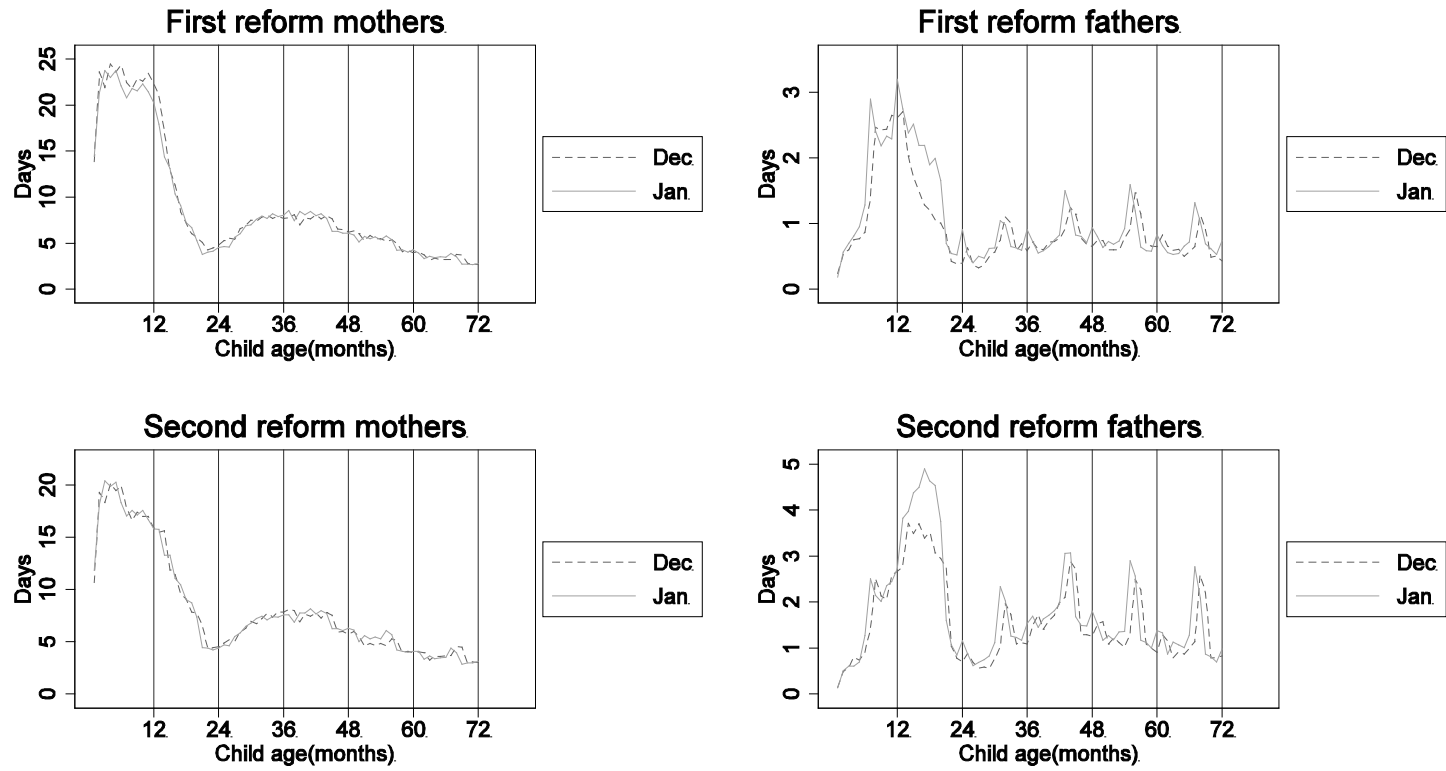 First reform mothers.
Days
25
20
15
10
5
0
12.
24.
36.
48.
60.
72.
Child age(months).
Dec.
Jan.
First reform fathers.
Days
3
2
1
0
12.
24.
36.
48.
60.
72.
Child age(months).
Dec.
Jan.
Second reform mothers.
Days
20
15
10
5
0
12.
24.
36.
48.
60.
72.
Child age(months).
Dec.
Jan.
Second reform fathers.
Days
5
4
3
2
1
0
12.
24.
36.
48.
60.
72.
Child age(months).
Dec.
Jan.